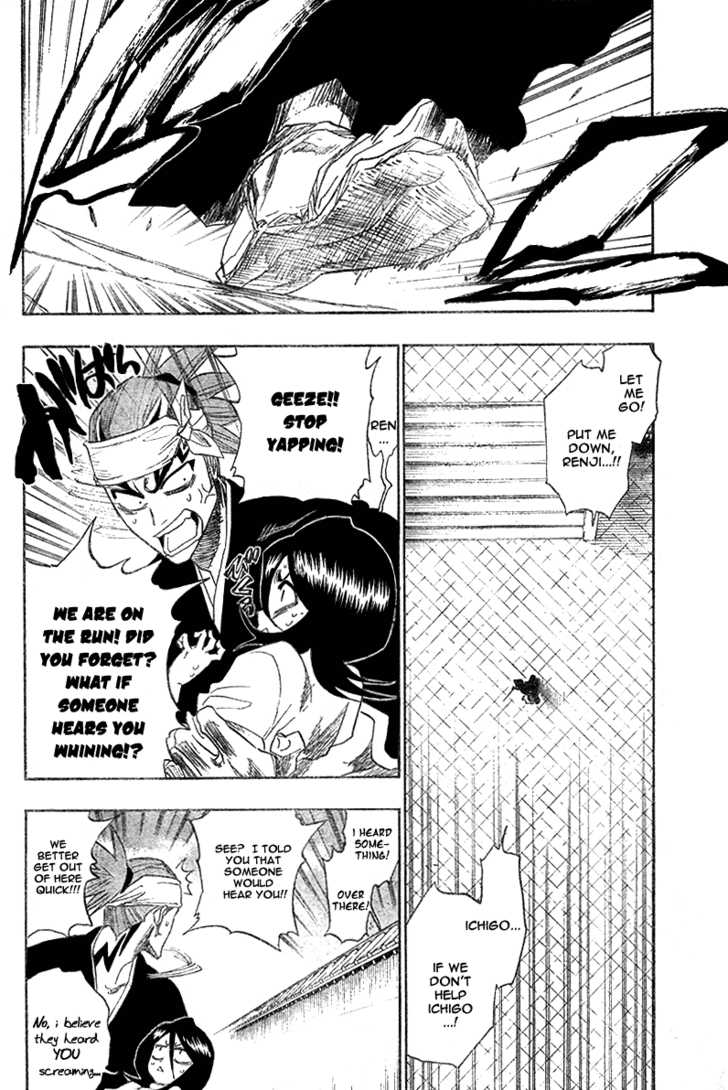 LET
ME
GO!
PUT ME
DOWN,
RENJI...!!
ICHIGO...
IF WE
DON'T
HELP
ICHIGO
...!
REN
...
GEEZE!!
STOP
YAPPING!
WE ARE ON
THE RUN! DID
YOU FORGET?
WHAT IF
SOMEONE
HEARS YOU
WHINING!?
I HEARD
SOME-
THING!
OVER
THERE!
SEE? I TOLD
YOU THAT
SOMEONE
WOULD
HEAR YOU!!
WE
BETTER
GET OUT
OF HERE
QUICK!!!
No, i believe
they heard
YOU
screaming...